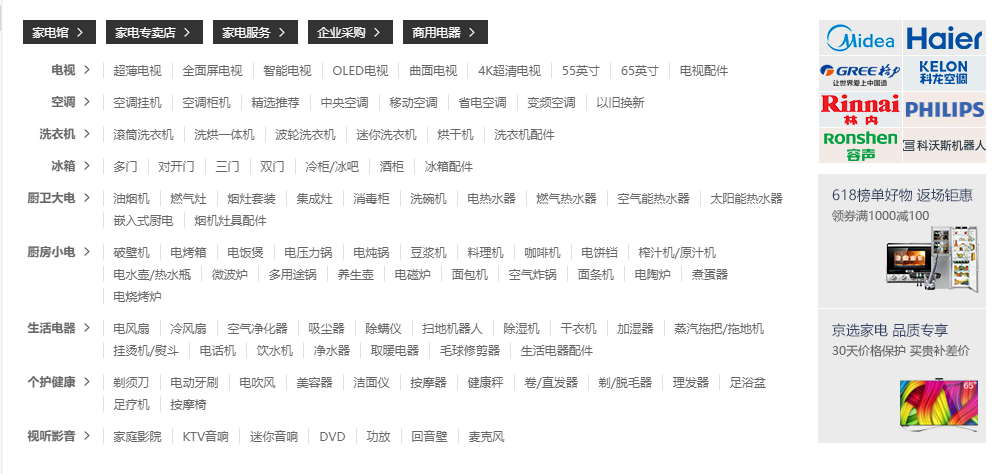 家电馆 > 家电专卖店 > 家电服务 > 企业采购 > 商用电器 >
电视 > 超薄电视 全面屏电视 智能电视 OLED电视 曲面电视 4K超清电视 55英寸 65英寸 电视配件
空调 > 空调挂机 空调柜机 精选推荐 中央空调 移动空调 省电空调 变频空调 以旧换新
洗衣机 > 滚筒洗衣机 洗烘一体机 波轮洗衣机 迷你洗衣机 烘干机 洗衣机配件
冰箱 > 多门 对开门 三门 双门 冷柜/冰吧 酒柜 冰箱配件
厨卫大电 > 油烟机 燃气灶 烟灶套装 集成灶 消毒柜 洗碗机 电热水器 燃气热水器 空气能热水器 太阳能热水器
嵌入式厨电 烟机灶具配件
厨房小电 > 破壁机 电烤箱 电饭煲 电压力锅 电炖锅 豆浆机 料理机 咖啡机 电饼铛 榨汁机/原汁机
电水壶/热水瓶 微波炉 多用途锅 养生壶 电磁炉 面包机 空气炸锅 面条机 电陶炉 煮蛋器
电烧烤炉
生活电器 > 电风扇 冷风扇 空气净化器 吸尘器 除螨仪 扫地机器人 除湿机 干衣机 加湿器 蒸汽拖把/拖地机
挂烫机/熨斗 电话机 饮水机 净水器 取暖电器 毛球修剪器 生活电器配件
个护健康 > 剃须刀 电动牙刷 电吹风 美容器 洁面仪 按摩器 健康秤 卷/直发器 剃/脱毛器 理发器 足浴盆
足疗机 按摩椅
视听影音 > 家庭影院 KTV音响 迷你音响 DVD 功放 回音壁 麦克风
Midea Haier
GREE格力 KELON
让世界爱上中国造 科龙空调
Rinnai PHILIPS
林内
Ronshen 科沃斯机器人
容声
618榜单好物 返场钜惠
领券满1000减100
京选家电 品质专享
30天价格保护 买贵补差价
65"